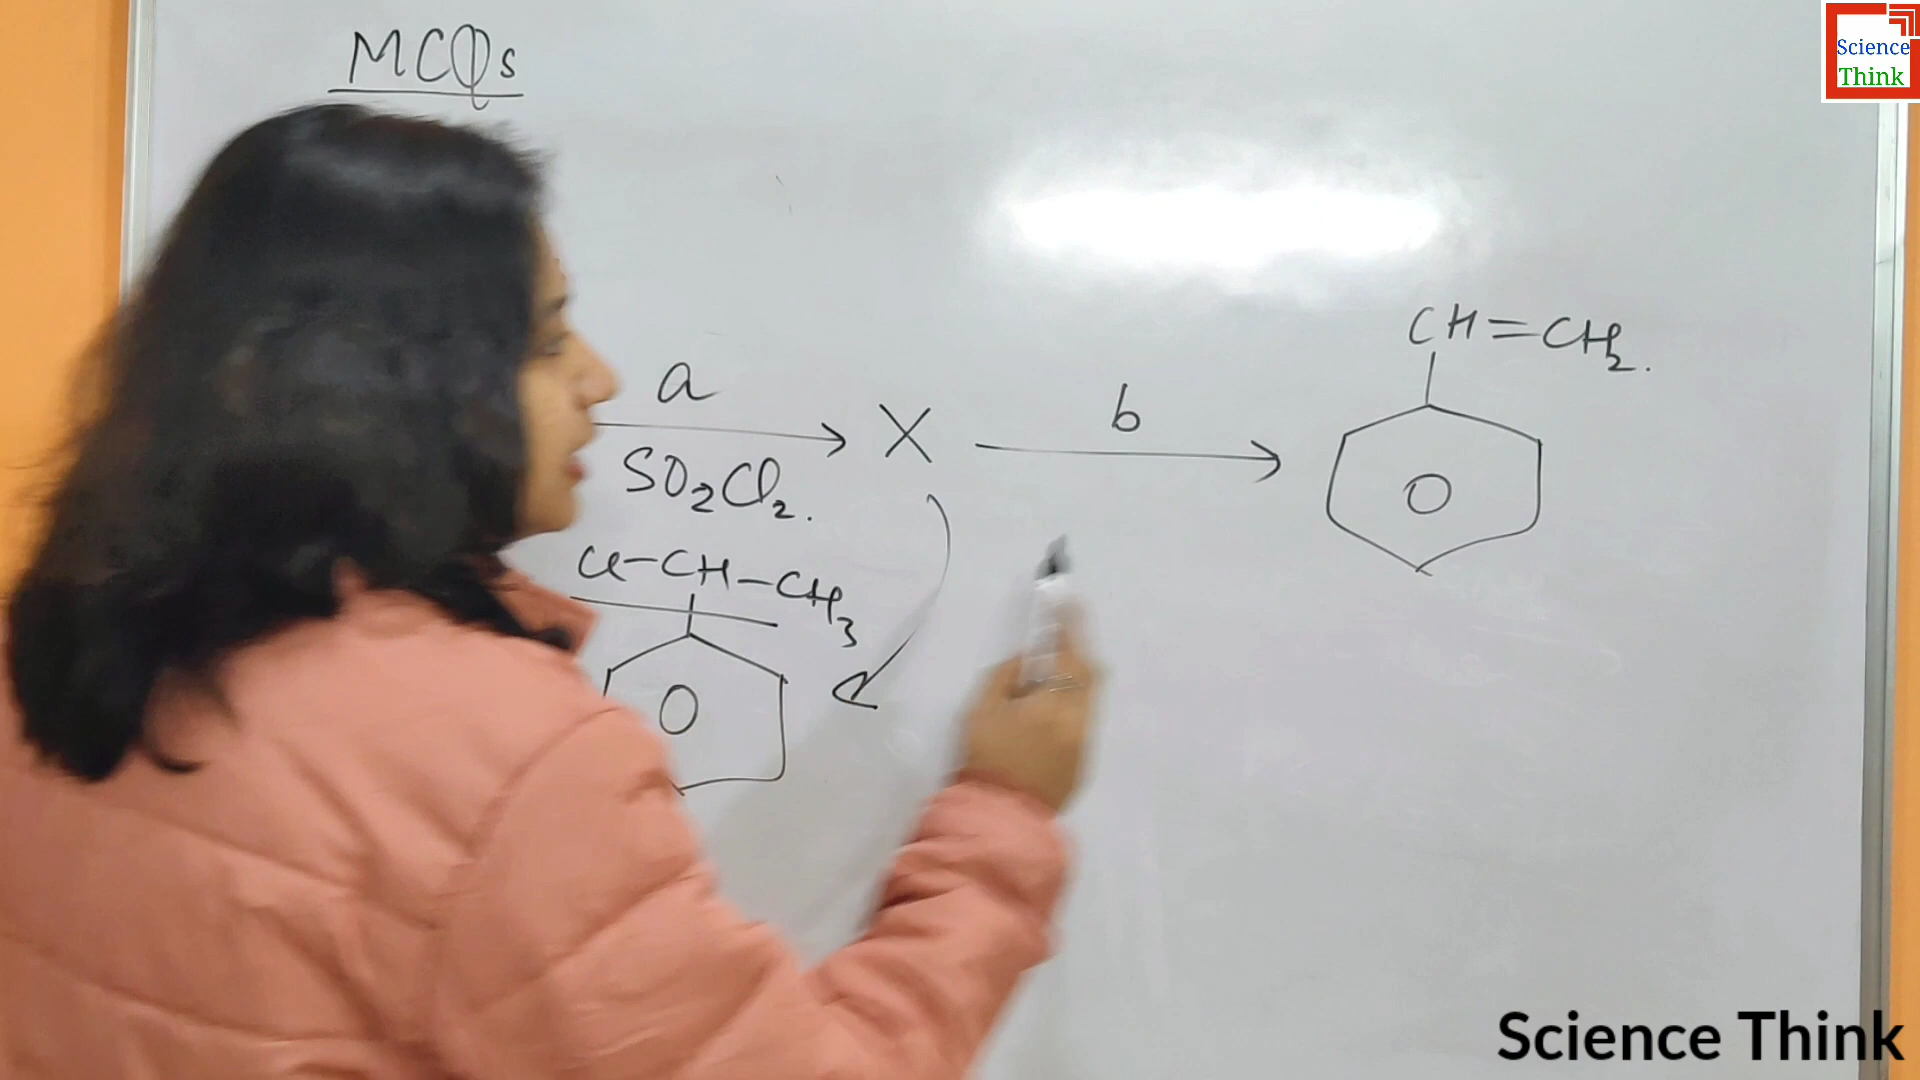 MCQs
Science
Think
CH=CH2.
a
X
b
SO2Cl2.
Cl-CH-CH3
O
O
Science Think